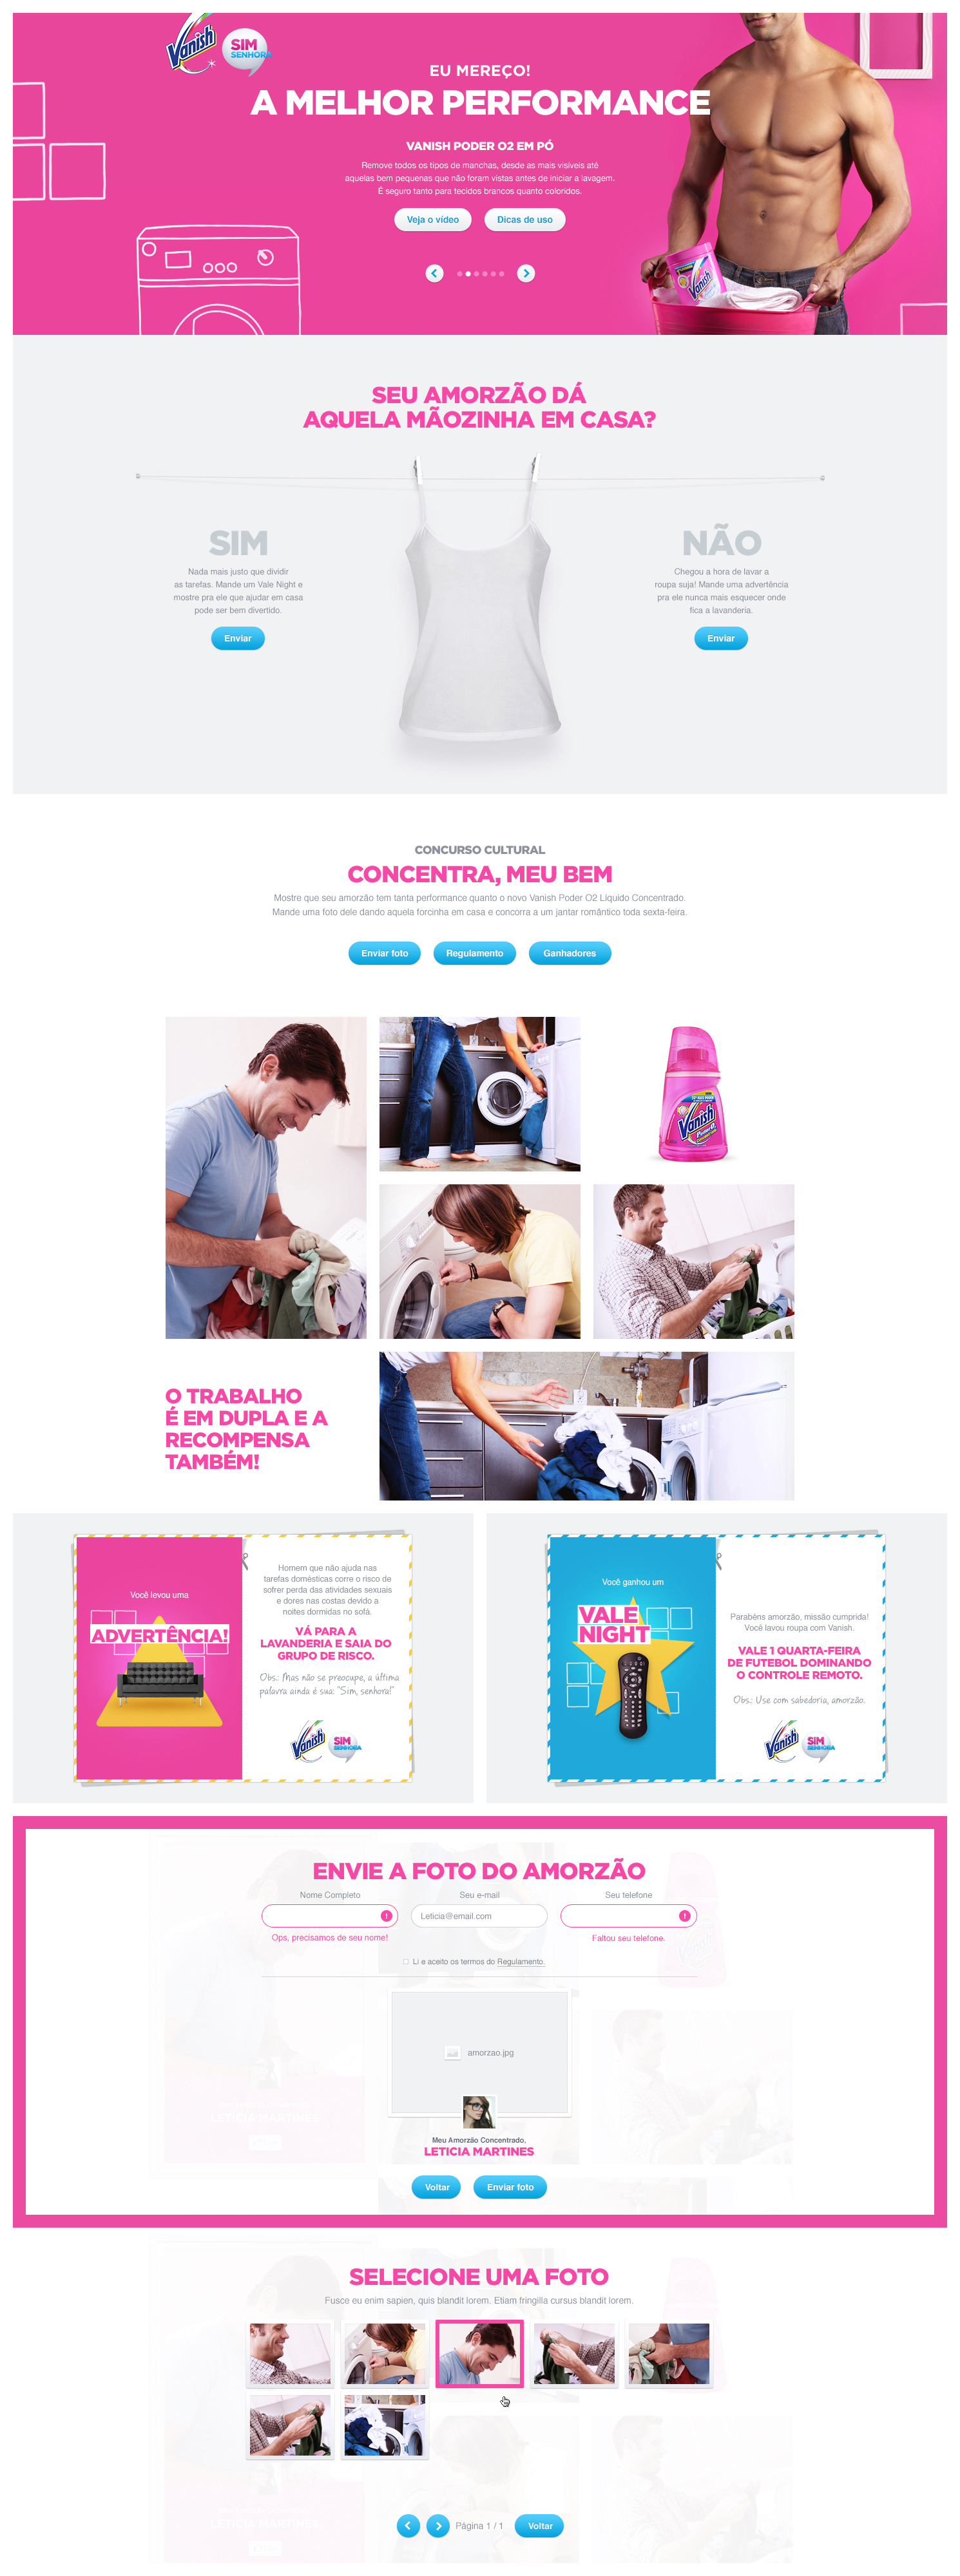 Vanish
SIM
SENHORA
EU MEREÇO!
A MELHOR PERFORMANCE
VANISH PODER O2 EM PÓ
Remove todos os tipos de manchas, desde as mais visíveis até
aquelas bem pequenas que não foram vistas antes de iniciar a lavagem.
É seguro tanto para tecidos brancos quanto coloridos.
Veja o vídeo
Dicas de uso
Vanish
SEU AMORZÃO DÁ
AQUELA MÃOZINHA EM CASA?
SIM
Nada mais justo que dividir
as tarefas. Mande um Vale Night e
mostre pra ele que ajudar em casa
pode ser bem divertido.
Enviar
NÃO
Chegou a hora de lavar a
roupa suja! Mande uma advertência
pra ele nunca mais esquecer onde
fica a lavanderia.
Enviar
CONCURSO CULTURAL
CONCENTRA, MEU BEM
Mostre que seu amorzão tem tanta performance quanto o novo Vanish Poder O2 Líquido Concentrado.
Mande uma foto dele dando aquela forcinha em casa e concorra a um jantar romântico toda sexta-feira.
Enviar foto
Regulamento
Ganhadores
Vanish
O TRABALHO
É EM DUPLA E A
RECOMPENSA
TAMBÉM!
Você levou uma
ADVERTÊNCIA!
Homem que não ajuda nas
tarefas domésticas corre o risco de
sofrer perda das atividades sexuais
e dores nas costas devido a
noites dormidas no sofá.
VÁ PARA A
LAVANDERIA E SAIA DO
GRUPO DE RISCO.
Obs.: Mas não se preocupe, a última
palavra ainda é sua: "Sim, senhora!"
Vanish
SIM
SENHORA
Você ganhou um
VALE
NIGHT
Parabéns amorzão, missão cumprida!
Você lavou roupa com Vanish.
VALE 1 QUARTA-FEIRA
DE FUTEBOL DOMINANDO
O CONTROLE REMOTO.
Obs.: Use com sabedoria, amorzão.
Vanish
SIM
SENHORA
ENVIE A FOTO DO AMORZÃO
Nome Completo
Seu e-mail
Seu telefone
!
Leticia@email.com
!
Ops, precisamos de seu nome!
Faltou seu telefone.
Li e aceito os termos do Regulamento.
amorzao.jpg
LETICIA MARTINES
Meu Amorzão Concentrado,
LETICIA MARTINES
Voltar
Enviar foto
SELECIONE UMA FOTO
Fusce eu enim sapien, quis blandit lorem. Etiam fringilla cursus blandit lorem.
LETICIA MARTINES
Página 1 / 1
Voltar